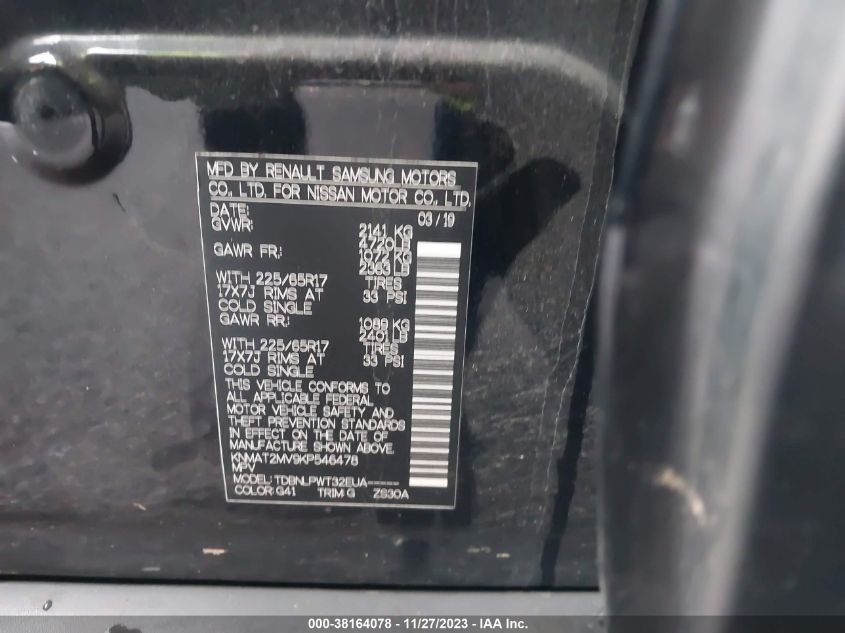 MFD BY RENAULT SAMSUNG MOTORS
CO., LTD. FOR NISSAN MOTOR CO., LTD.
DATE: 03/19
GVWR: 2141 KG
4720LB
GAWR FR.: 1072 KG
2363 LB
WITH 225/65R17 TIRES
17X7J RIMS AT 33 PSI
COLD SINGLE
GAWR RR.: 1089 KG
2401 LB
WITH 225/65R17 TIRES
17X7J RIMS AT 33 PSI
COLD SINGLE
THIS VEHICLE CONFORMS TO
ALL APPLICABLE FEDERAL
MOTOR VEHICLE SAFETY AND
THEFT PREVENTION STANDARDS
IN EFFECT ON THE DATE OF
MANUFACTURE SHOWN ABOVE.
KNMAT2MV9KP546478
MPV
MODEL: TDBNLPWT32EUA-----
COLOR: G41 TRIM: G ZS30A
000-38164078 - 11/27/2023 - IAA Inc.